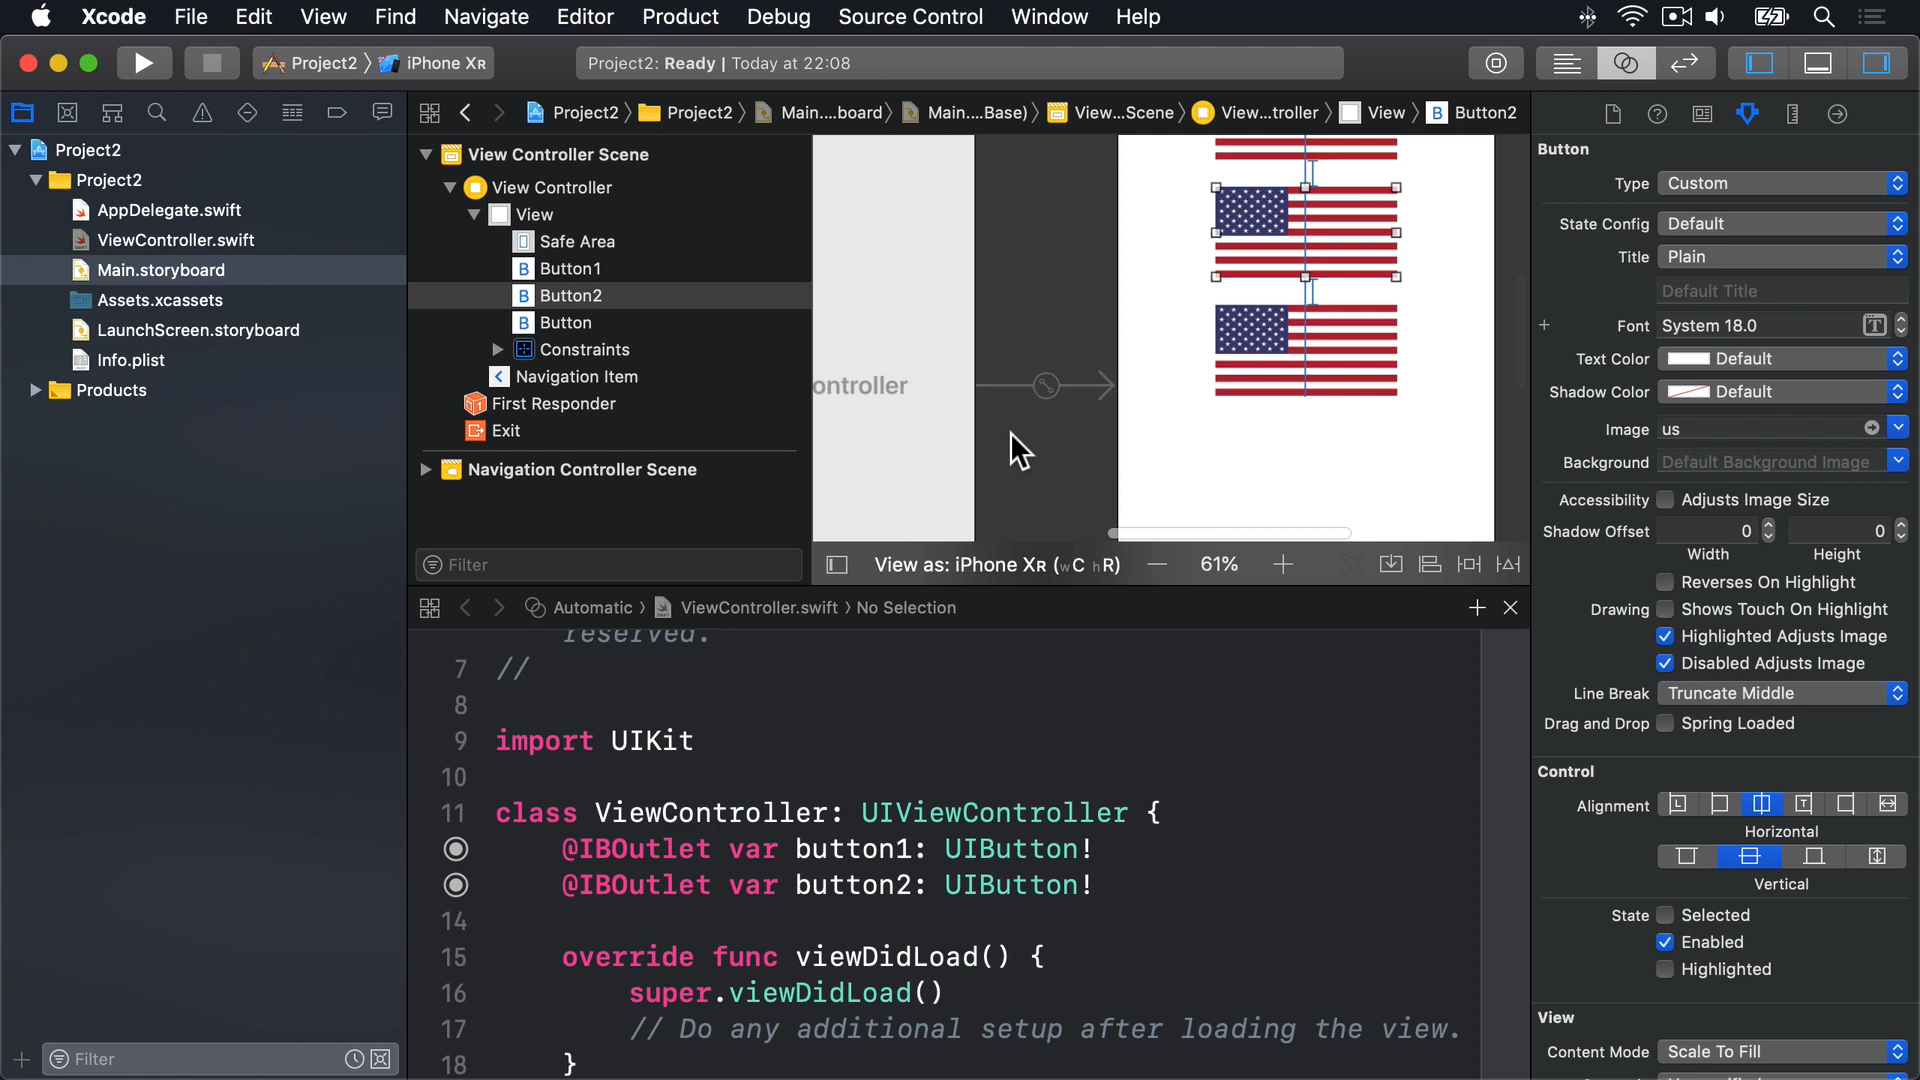 Xcode File Edit View Find Navigate Editor Product Debug Source Control Window Help
Project2 iPhone XR
Project2: Ready | Today at 22:08
Project2 Project2 Main....board Main....Base) View...Scene View...troller View B Button2
Project2
Project2
AppDelegate.swift
ViewController.swift
Main.storyboard
Assets.xcassets
LaunchScreen.storyboard
Info.plist
Products
Filter
View Controller Scene
View Controller
View
Safe Area
B Button1
B Button2
B Button
Constraints
Navigation Item
First Responder
Exit
Navigation Controller Scene
Filter
ontroller
View as: iPhone XR (wC hR) — 61% +
Automatic ViewController.swift No Selection
reserved.
7 //
8
9 import UIKit
10
11 class ViewController: UIViewController {
@IBOutlet var button1: UIButton!
@IBOutlet var button2: UIButton!
14
15 override func viewDidLoad() {
16 super.viewDidLoad()
17 // Do any additional setup after loading the view.
18 }
Button
Type Custom
State Config Default
Title Plain
Default Title
Font System 18.0
Text Color Default
Shadow Color Default
Image us
Background Default Background Image
Accessibility Adjusts Image Size
Shadow Offset 0 0
Width Height
Reverses On Highlight
Drawing Shows Touch On Highlight
Highlighted Adjusts Image
Disabled Adjusts Image
Line Break Truncate Middle
Drag and Drop Spring Loaded
Control
Alignment
Horizontal
Vertical
State Selected
Enabled
Highlighted
View
Content Mode Scale To Fill